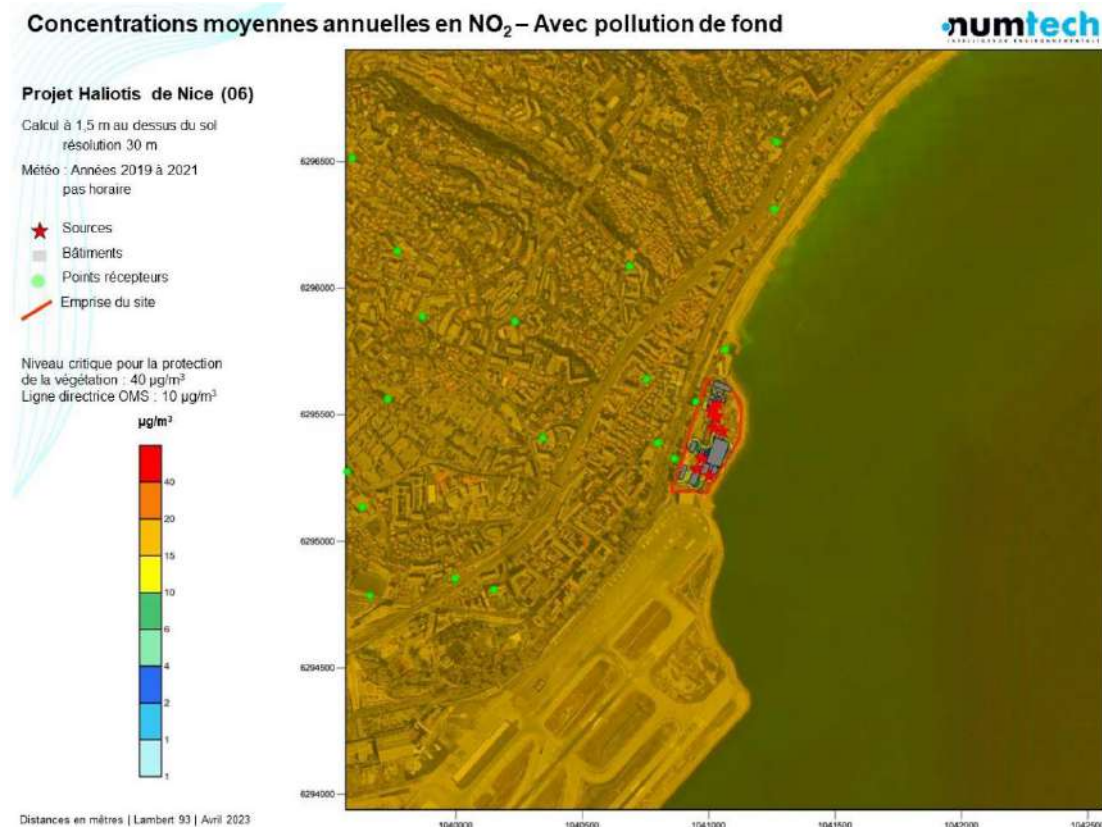 Concentrations moyennes annuelles en NO₂ – Avec pollution de fond
numtech
INTELLIGENCE ENVIRONNEMENTALE
Projet Haliotis de Nice (06)
Calcul à 1,5 m au dessus du sol
résolution 30 m
Météo : Années 2019 à 2021
pas horaire
Sources
Bâtiments
Points récepteurs
Emprise du site
Niveau critique pour la protection
de la végétation : 40 µg/m³
Ligne directrice OMS : 10 µg/m³
µg/m³
40
20
15
10
6
4
2
1
1
6296500
6296000
6295500
6295000
6294500
6294000
1040000
1040500
1041000
1041500
1042000
1042500
Distances en mètres | Lambert 93 | Avril 2023